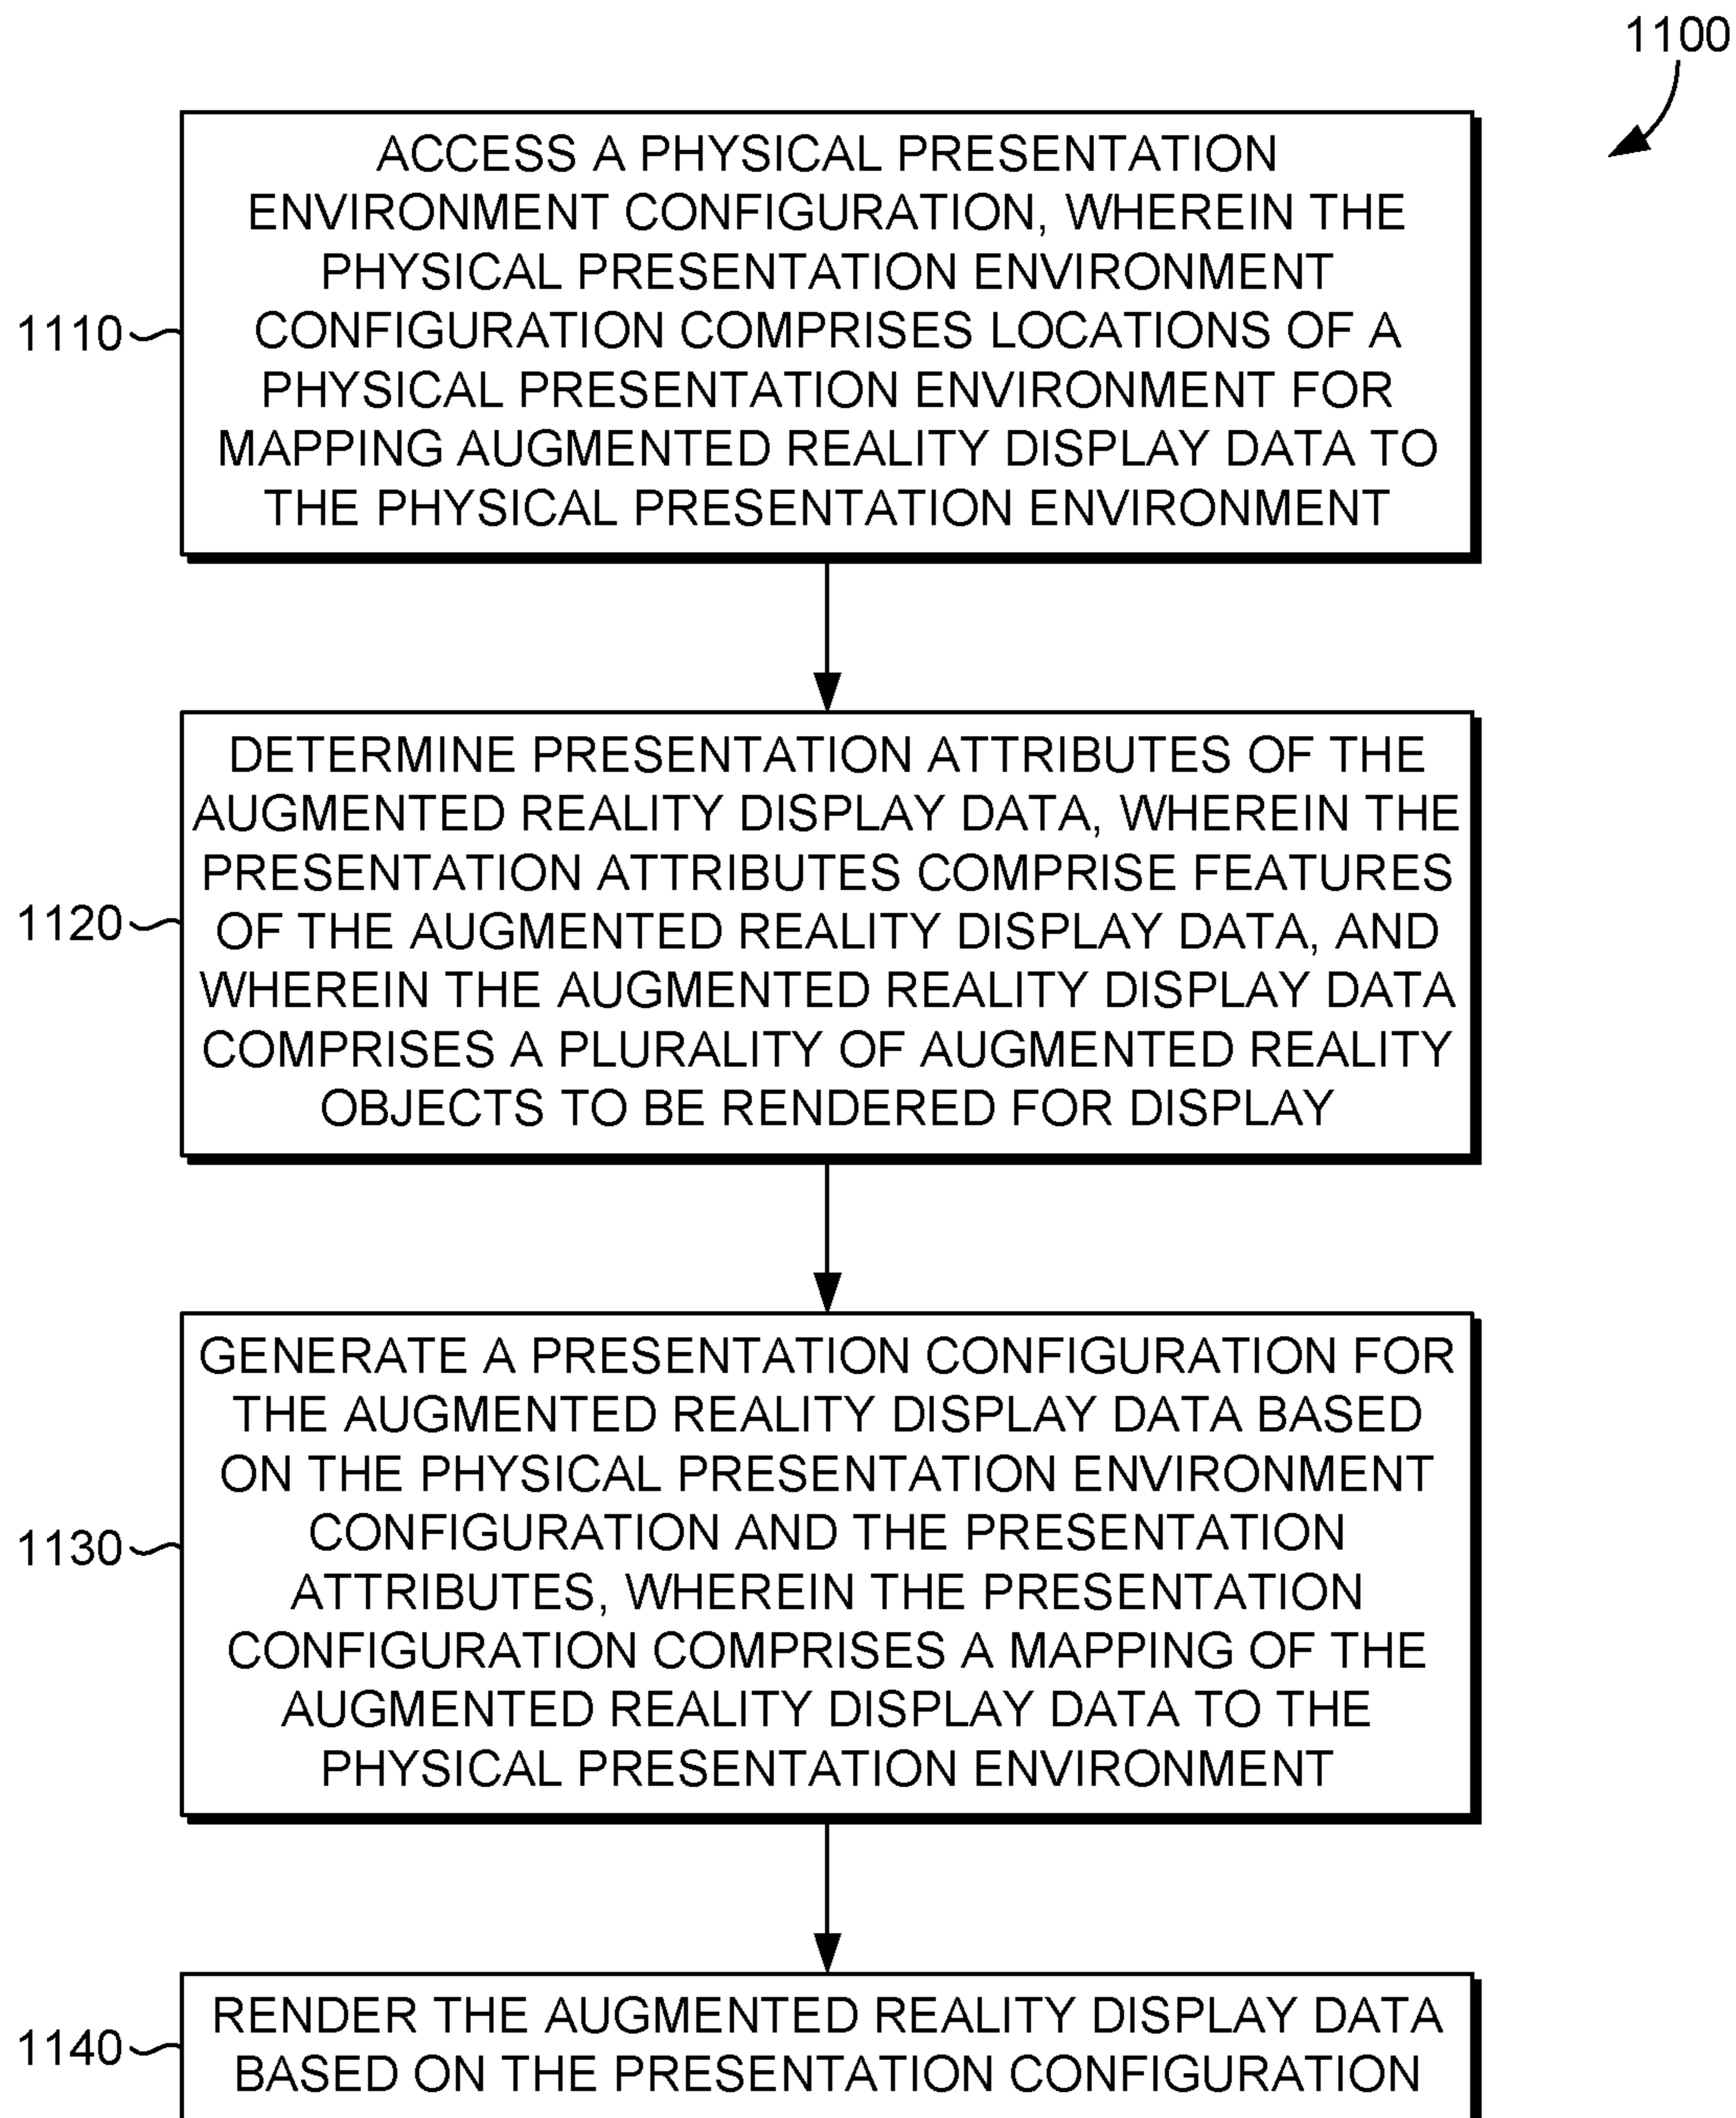 1100
ACCESS A PHYSICAL PRESENTATION
ENVIRONMENT CONFIGURATION, WHEREIN THE
PHYSICAL PRESENTATION ENVIRONMENT
CONFIGURATION COMPRISES LOCATIONS OF A
PHYSICAL PRESENTATION ENVIRONMENT FOR
MAPPING AUGMENTED REALITY DISPLAY DATA TO
THE PHYSICAL PRESENTATION ENVIRONMENT
1110
DETERMINE PRESENTATION ATTRIBUTES OF THE
AUGMENTED REALITY DISPLAY DATA, WHEREIN THE
PRESENTATION ATTRIBUTES COMPRISE FEATURES
OF THE AUGMENTED REALITY DISPLAY DATA, AND
WHEREIN THE AUGMENTED REALITY DISPLAY DATA
COMPRISES A PLURALITY OF AUGMENTED REALITY
OBJECTS TO BE RENDERED FOR DISPLAY
1120
GENERATE A PRESENTATION CONFIGURATION FOR
THE AUGMENTED REALITY DISPLAY DATA BASED
ON THE PHYSICAL PRESENTATION ENVIRONMENT
CONFIGURATION AND THE PRESENTATION
ATTRIBUTES, WHEREIN THE PRESENTATION
CONFIGURATION COMPRISES A MAPPING OF THE
AUGMENTED REALITY DISPLAY DATA TO THE
PHYSICAL PRESENTATION ENVIRONMENT
1130
RENDER THE AUGMENTED REALITY DISPLAY DATA
BASED ON THE PRESENTATION CONFIGURATION
1140